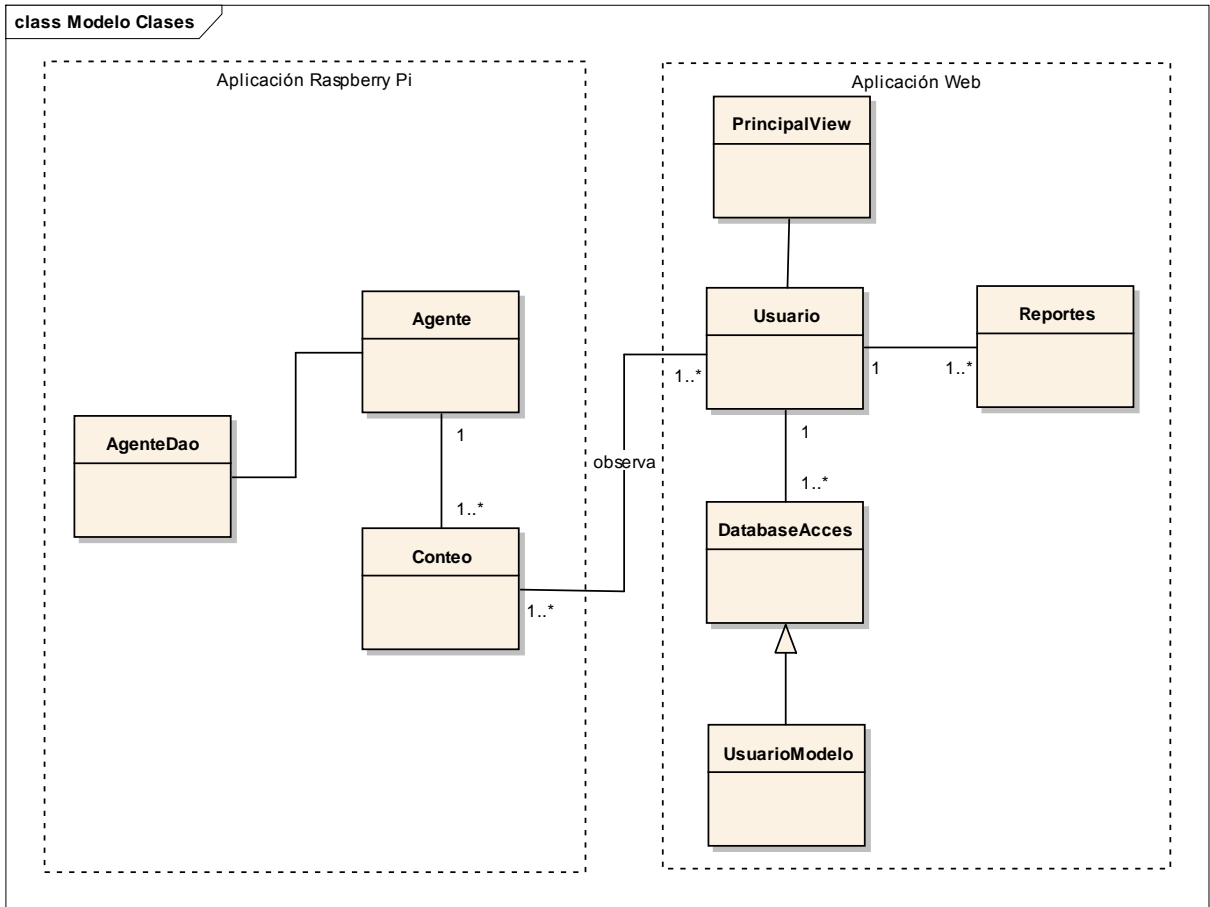 class Modelo Clases
Aplicación Raspberry Pi
Aplicación Web
PrincipalView
Agente
Usuario
Reportes
1..*
1
1..*
AgenteDao
1
1
observa
1..*
1..*
DatabaseAcces
Conteo
1..*
UsuarioModelo